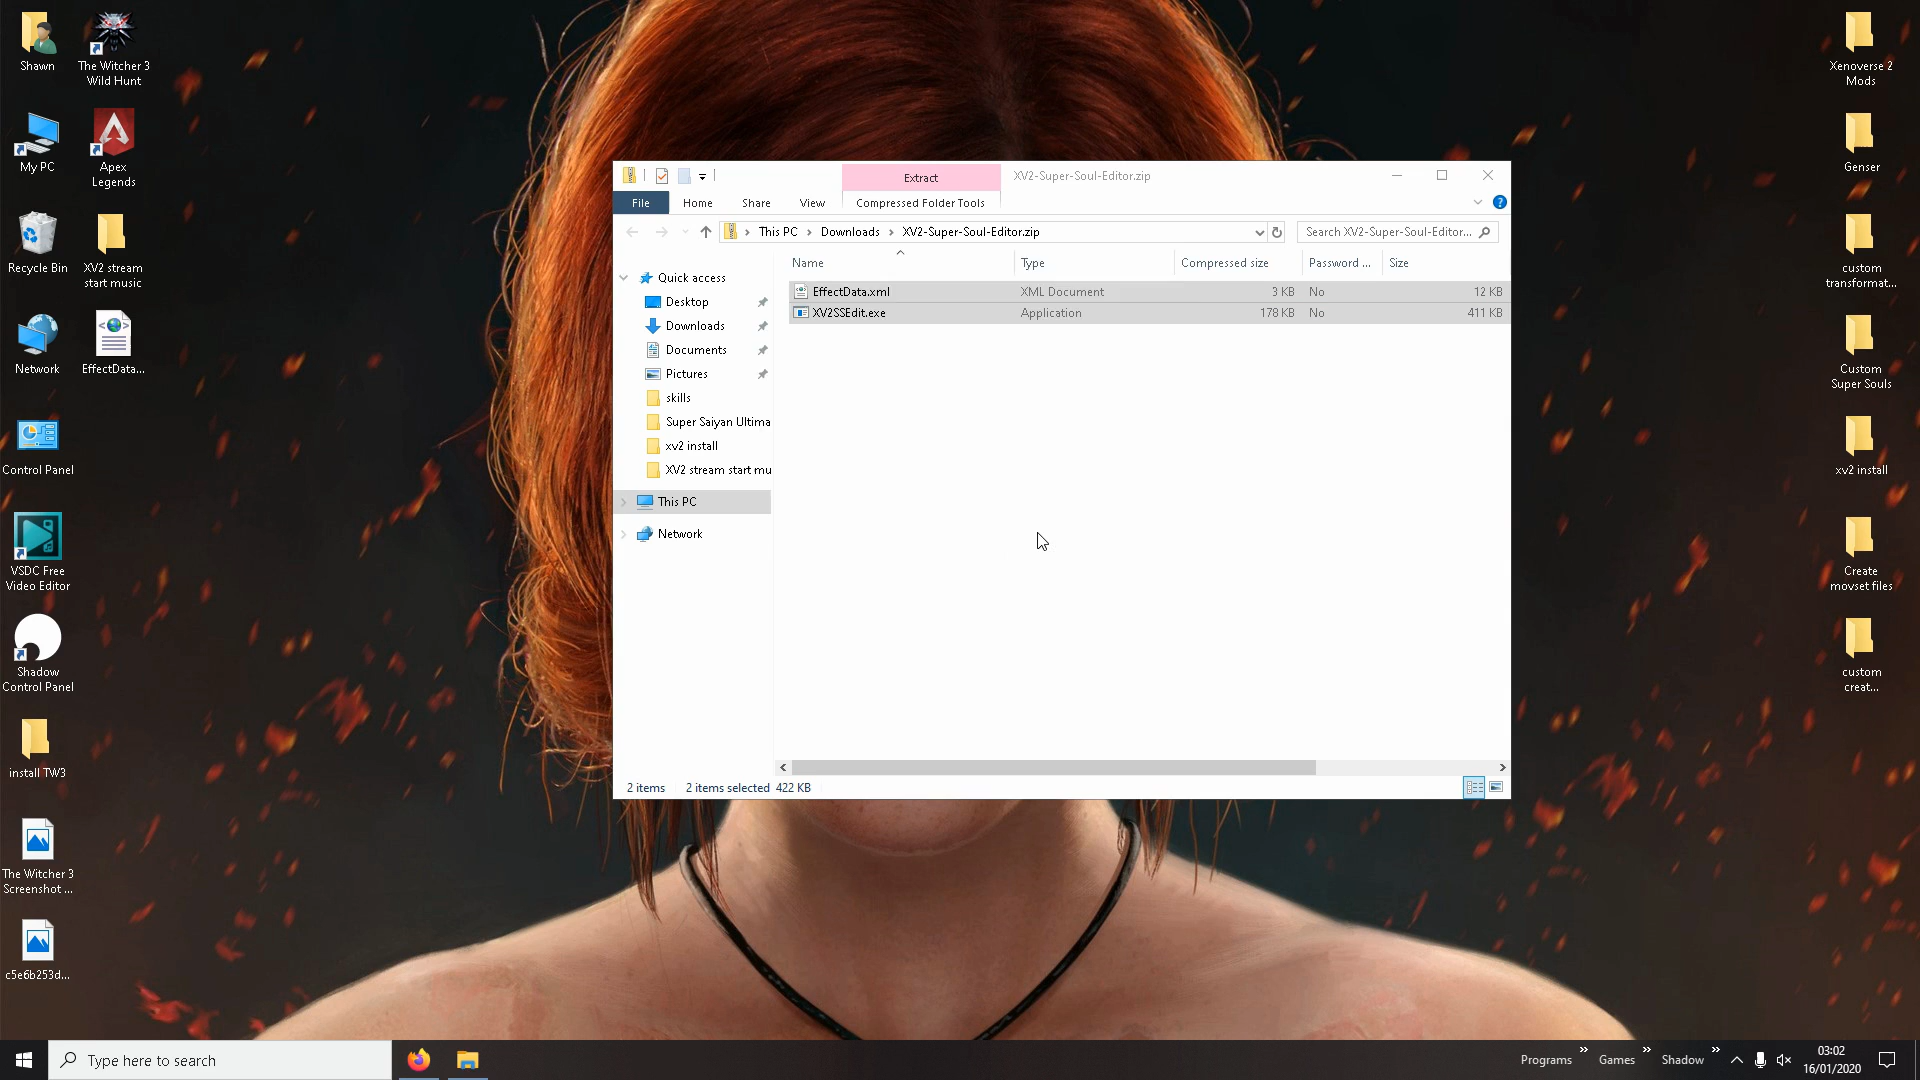 Shawn
The Witcher 3
Wild Hunt
My PC
Apex
Legends
Recycle Bin
XV2 stream
start music
Network
EffectData...
Control Panel
VSDC Free
Video Editor
Shadow
Control Panel
install TW3
The Witcher 3
Screenshot ...
c5e6b253d...
Extract
XV2-Super-Soul-Editor.zip
File
Home
Share
View
Compressed Folder Tools
This PC
Downloads
XV2-Super-Soul-Editor.zip
Search XV2-Super-Soul-Editor...
Name
Type
Compressed size
Password ...
Size
EffectData.xml
XML Document
3 KB
No
12 KB
XV2SSEdit.exe
Application
178 KB
No
411 KB
Quick access
Desktop
Downloads
Documents
Pictures
skills
Super Saiyan Ultima
xv2 install
XV2 stream start mu
This PC
Network
2 items
2 items selected 422 KB
Xenoverse 2
Mods
Genser
custom
transformat...
Custom
Super Souls
xv2 install
Create
movset files
custom
creat...
Type here to search
Programs
Games
Shadow
03:02
16/01/2020